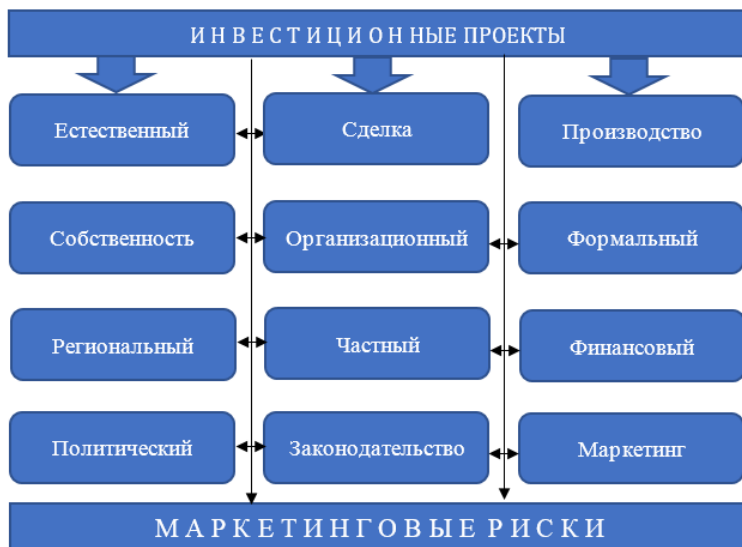 И Н В Е С Т И Ц И О Н НЫЕ ПРОЕКТЫ
Естественный
Сделка
Производство
Собственность
Организационный
Формальный
Региональный
Частный
Финансовый
Политический
Законодательство
Маркетинг
М А Р К Е Т И Н Г О В Ы Е Р И С К И